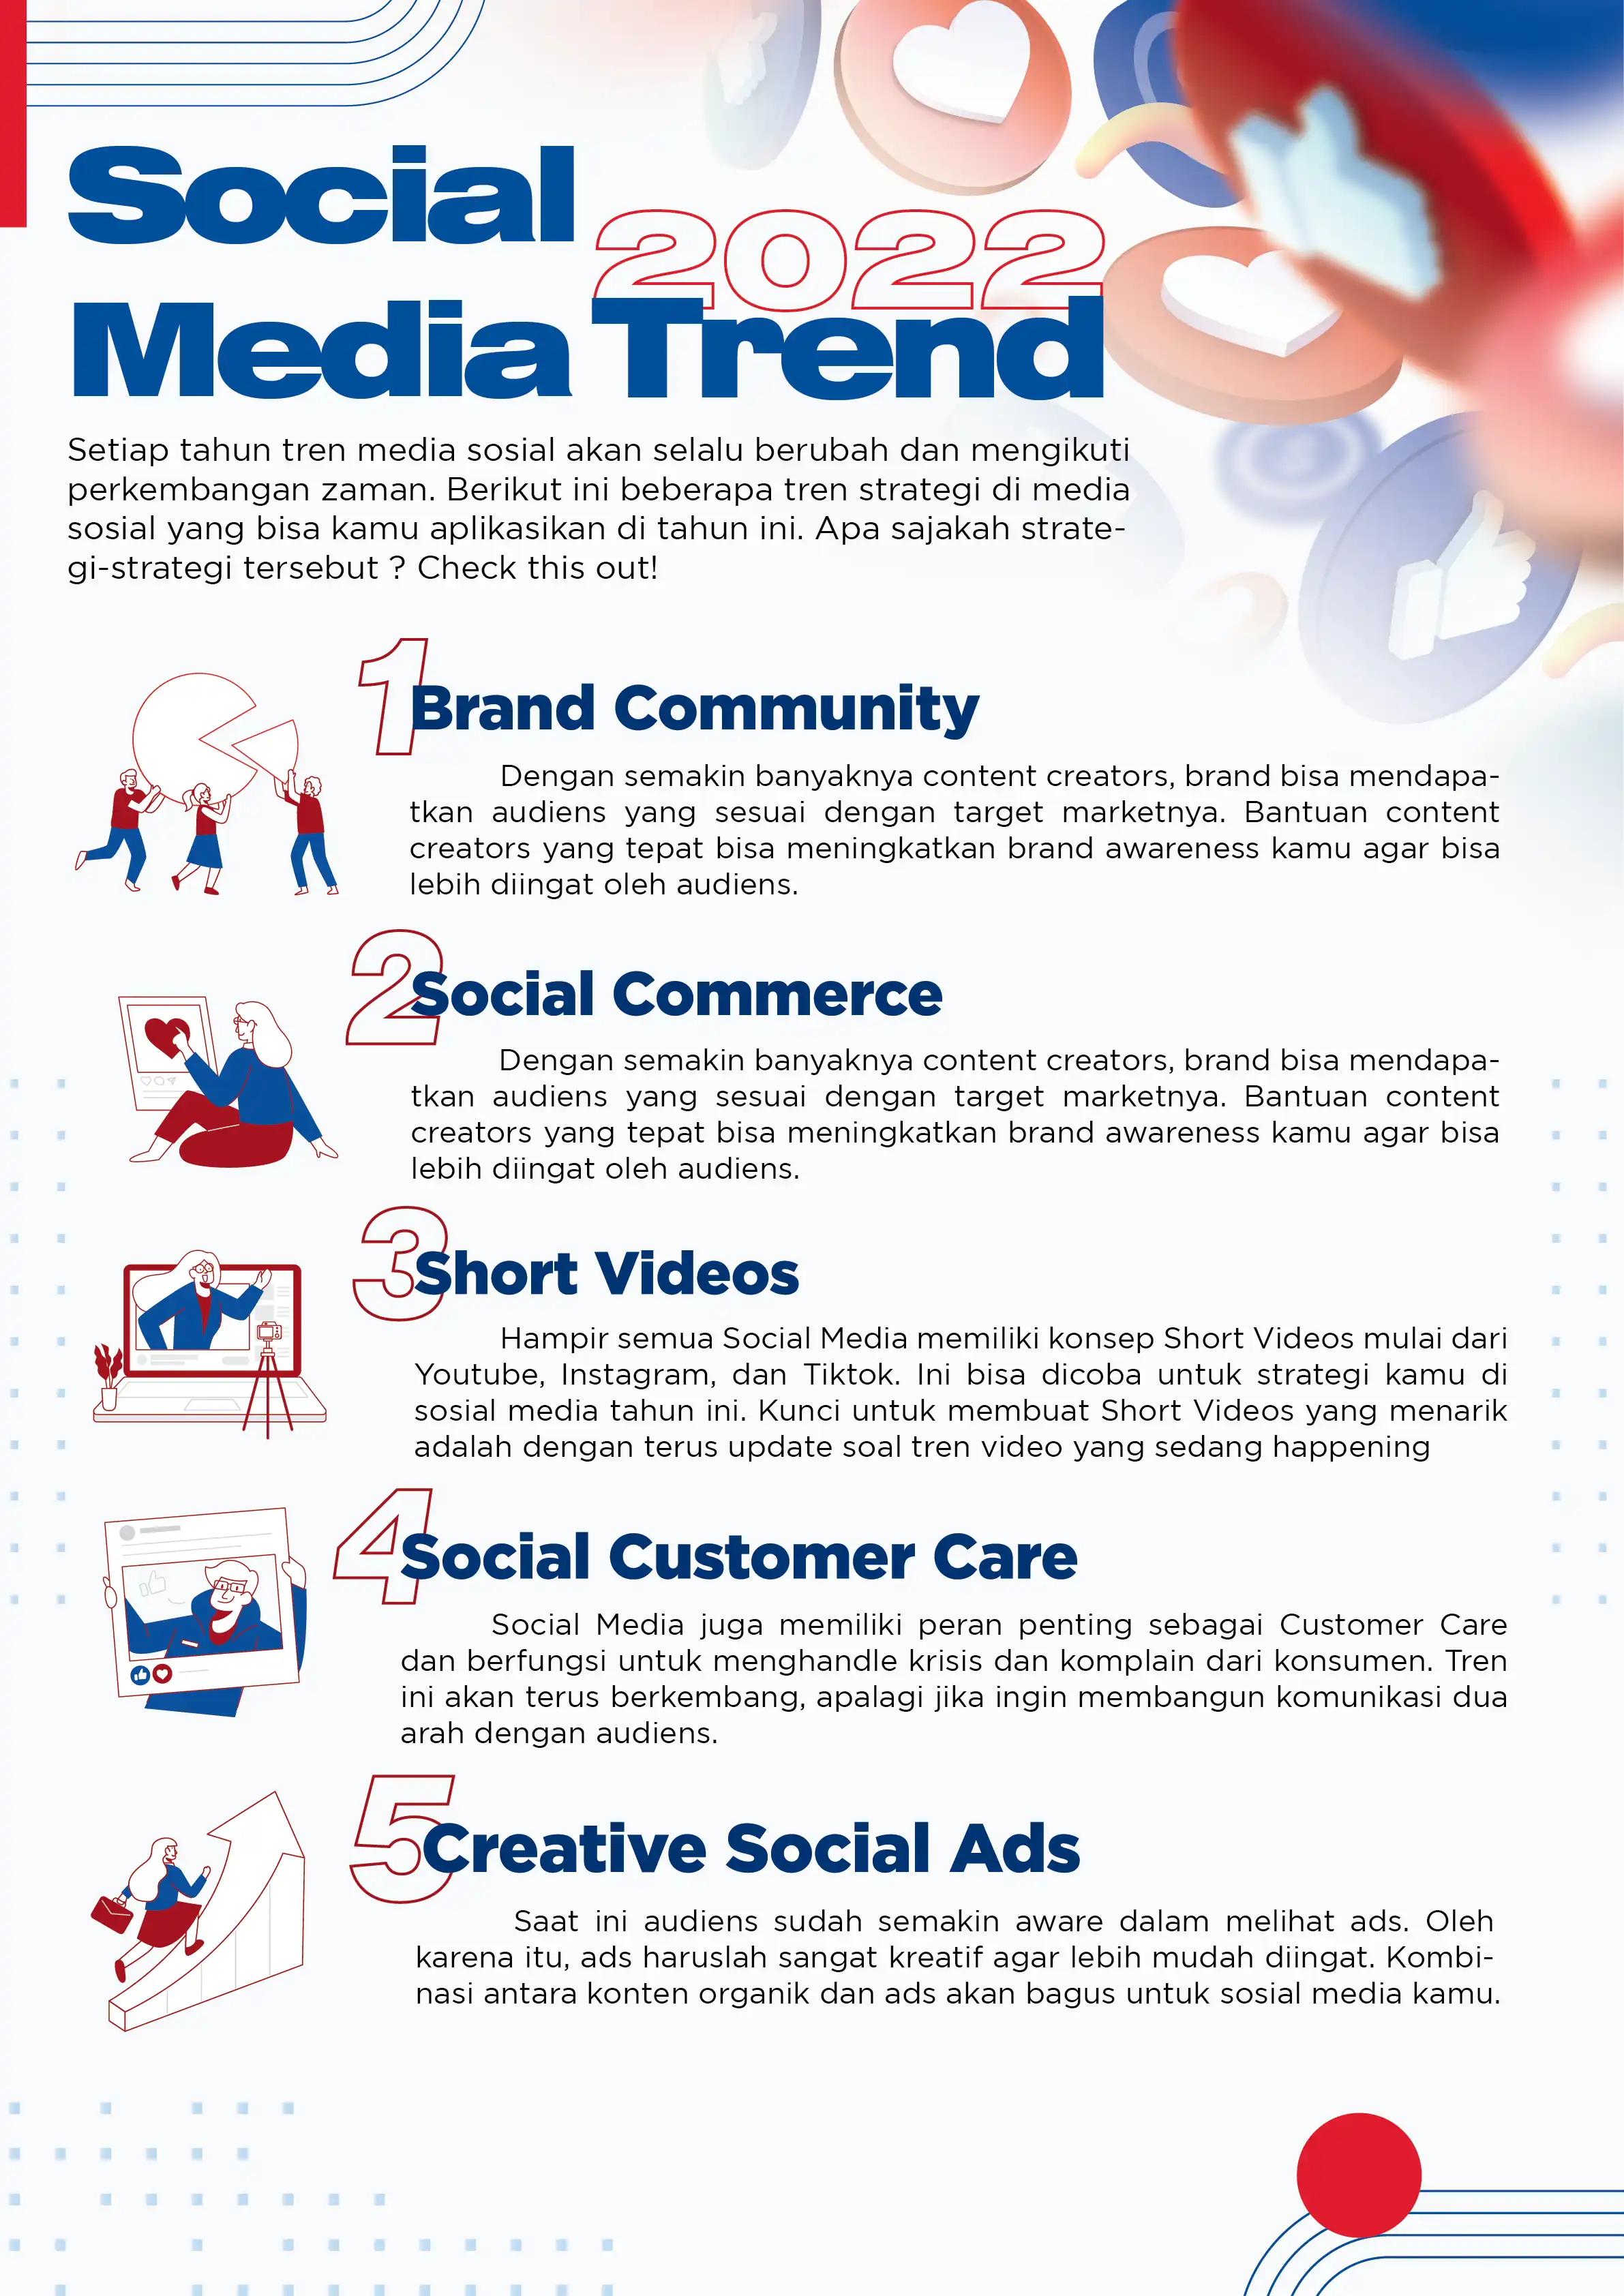 Social
2022
Media Trend
Setiap tahun tren media sosial akan selalu berubah dan mengikuti
perkembangan zaman. Berikut ini beberapa tren strategi di media
sosial yang bisa kamu aplikasikan di tahun ini. Apa sajakah strate-
gi-strategi tersebut ? Check this out!
1
Brand Community
Dengan semakin banyaknya content creators, brand bisa mendapa-
tkan audiens yang sesuai dengan target marketnya. Bantuan content
creators yang tepat bisa meningkatkan brand awareness kamu agar bisa
lebih diingat oleh audiens.
2
Social Commerce
Dengan semakin banyaknya content creators, brand bisa mendapa-
tkan audiens yang sesuai dengan target marketnya. Bantuan content
creators yang tepat bisa meningkatkan brand awareness kamu agar bisa
lebih diingat oleh audiens.
3
Short Videos
Hampir semua Social Media memiliki konsep Short Videos mulai dari
Youtube, Instagram, dan Tiktok. Ini bisa dicoba untuk strategi kamu di
sosial media tahun ini. Kunci untuk membuat Short Videos yang menarik
adalah dengan terus update soal tren video yang sedang happening
4
Social Customer Care
Social Media juga memiliki peran penting sebagai Customer Care
dan berfungsi untuk menghandle krisis dan komplain dari konsumen. Tren
ini akan terus berkembang, apalagi jika ingin membangun komunikasi dua
arah dengan audiens.
5
Creative Social Ads
Saat ini audiens sudah semakin aware dalam melihat ads. Oleh
karena itu, ads haruslah sangat kreatif agar lebih mudah diingat. Kombi-
nasi antara konten organik dan ads akan bagus untuk sosial media kamu.